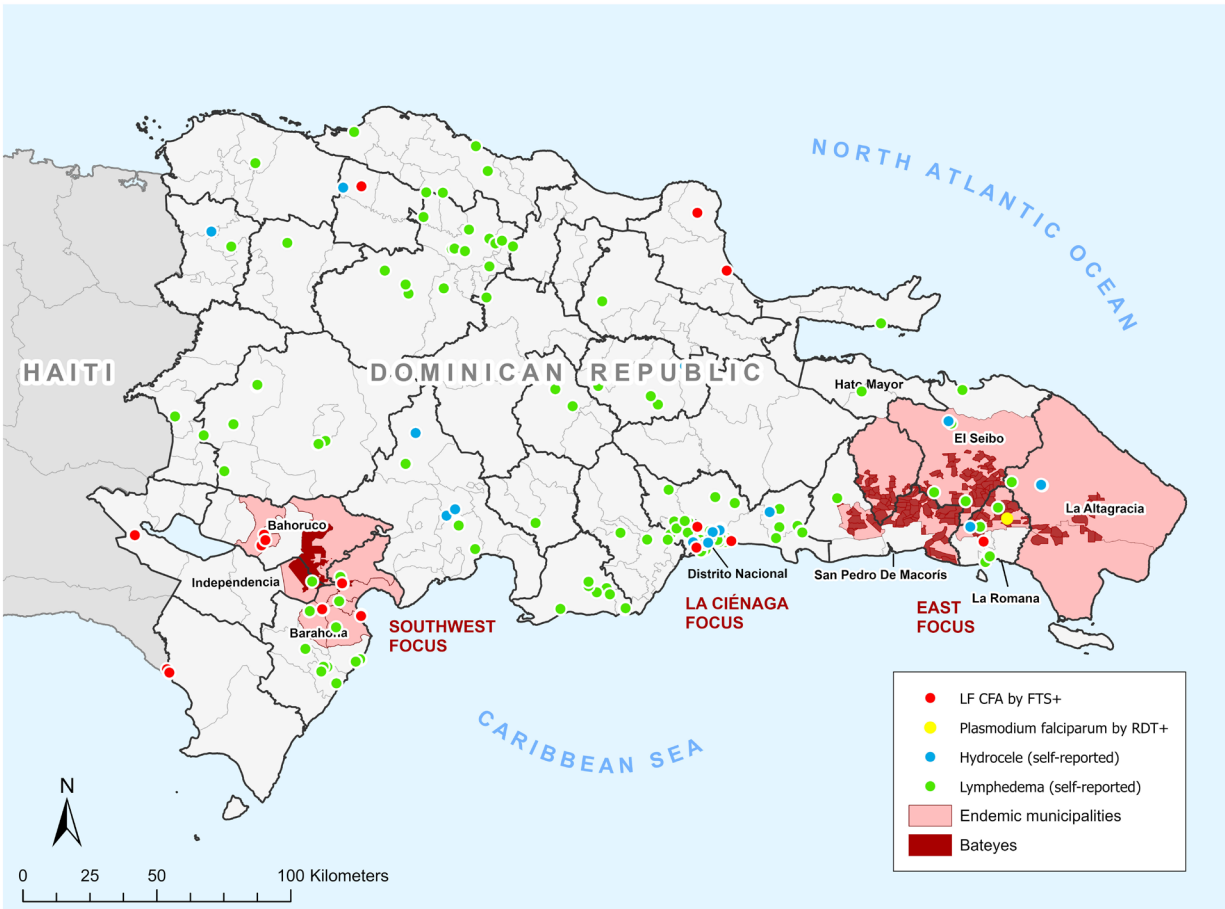 NORTH ATLANTIC OCEAN
HAITI
DOMINICAN REPUBLIC
Hato Mayor
El Seibo
La Altagracia
Bahoruco
Independencia
Distrito Nacional
San Pedro De Macorís
La Romana
LA CIÉNAGA
FOCUS
EAST
FOCUS
SOUTHWEST
FOCUS
Barahona
CARIBBEAN SEA
LF CFA by FTS+
Plasmodium falciparum by RDT+
Hydrocele (self-reported)
Lymphedema (self-reported)
Endemic municipalities
Bateyes
N
0 25 50 100 Kilometers